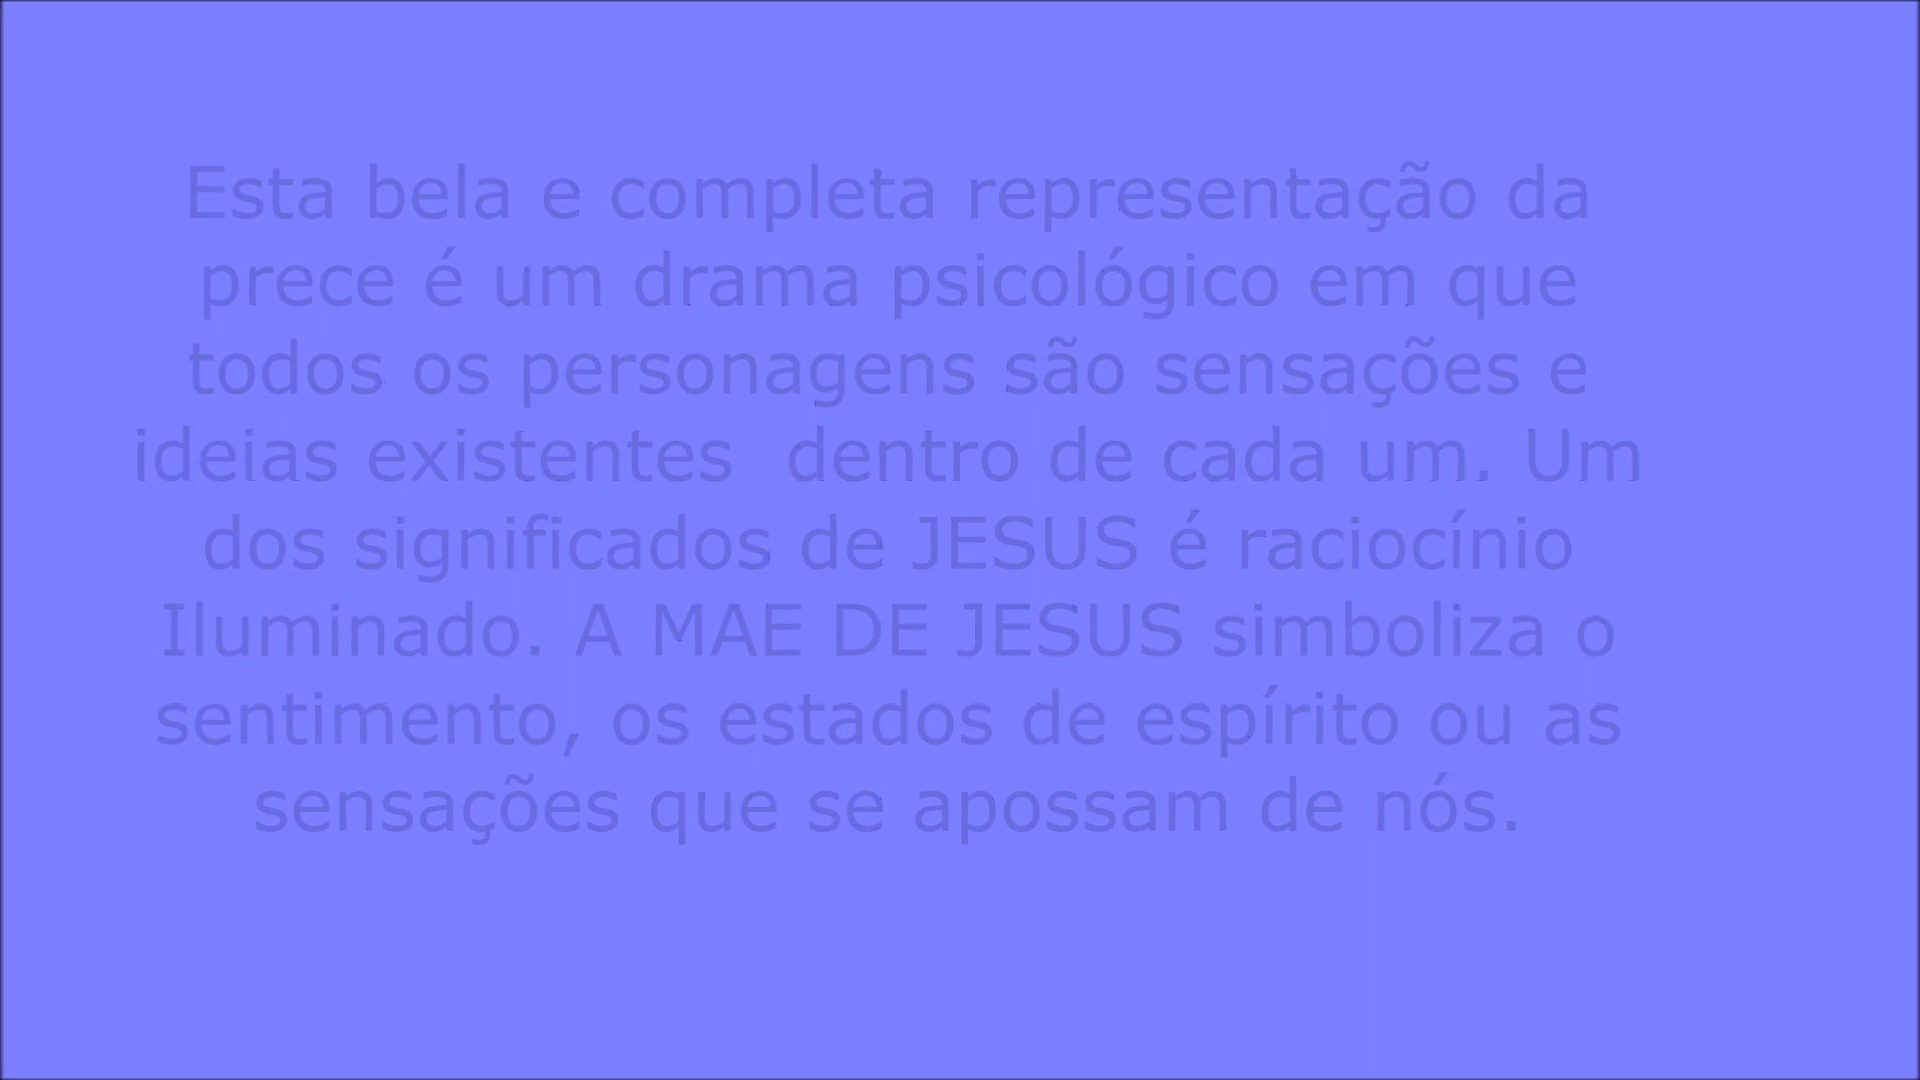 Esta bela e completa representação da
prece é um drama psicológico em que
todos os personagens são sensações e
ideias existentes  dentro de cada um. Um
dos significados de JESUS é raciocínio
Iluminado. A MAE DE JESUS simboliza o
sentimento, os estados de espírito ou as
sensações que se apossam de nós.